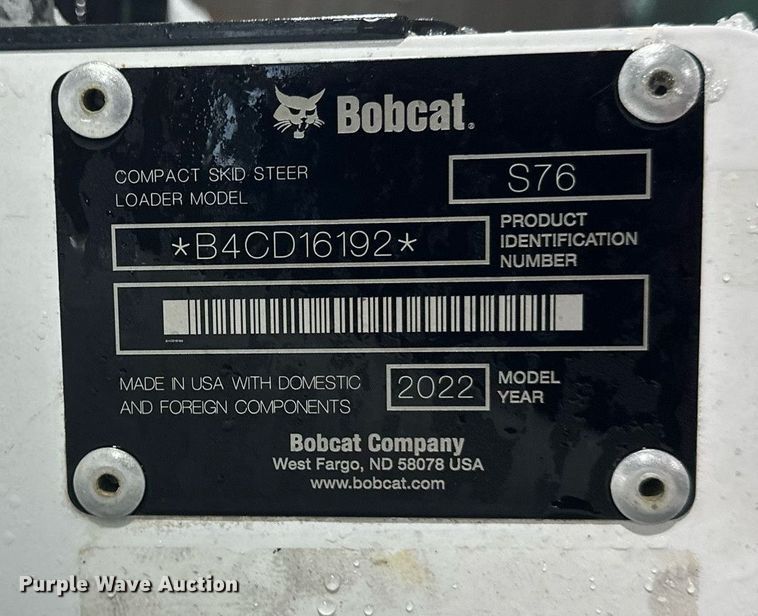 Bobcat.
COMPACT SKID STEER
LOADER MODEL
S76
*B4CD16192*
PRODUCT
IDENTIFICATION
NUMBER
MADE IN USA WITH DOMESTIC
AND FOREIGN COMPONENTS
2022
MODEL
YEAR
Bobcat Company
West Fargo, ND 58078 USA
www.bobcat.com
Purple Wave Auction